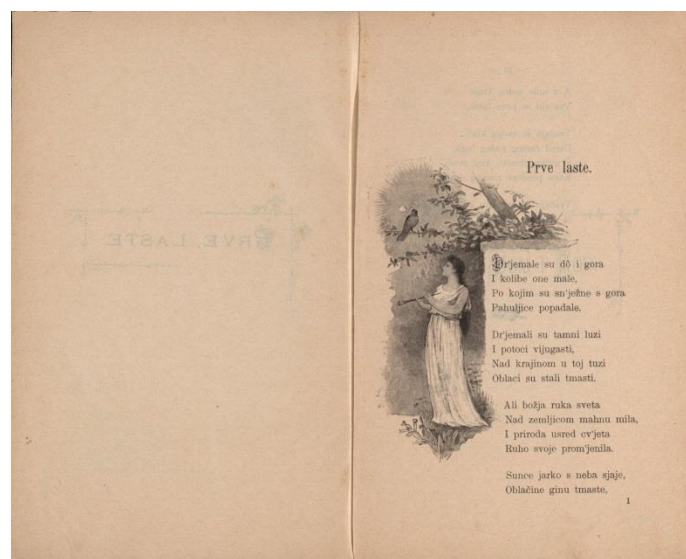 PRVE LASTE
Prve laste.
Dr'jemale su dô i gora
I kolibe one male,
Po kojim su sn'ježne s gora
Pahuljice popadale.
Dr'jemali su tamni luzi
I potoci vijugasti,
Nad krajinom u toj tuzi
Oblaci su stali tmasti.
Ali božja ruka sveta
Nad zemljicom mahnu mila,
I priroda usred cv'jeta
Ruho svoje prom'jenila.
Sunce jarko s neba sjaje,
Oblačine ginu tmaste,
1